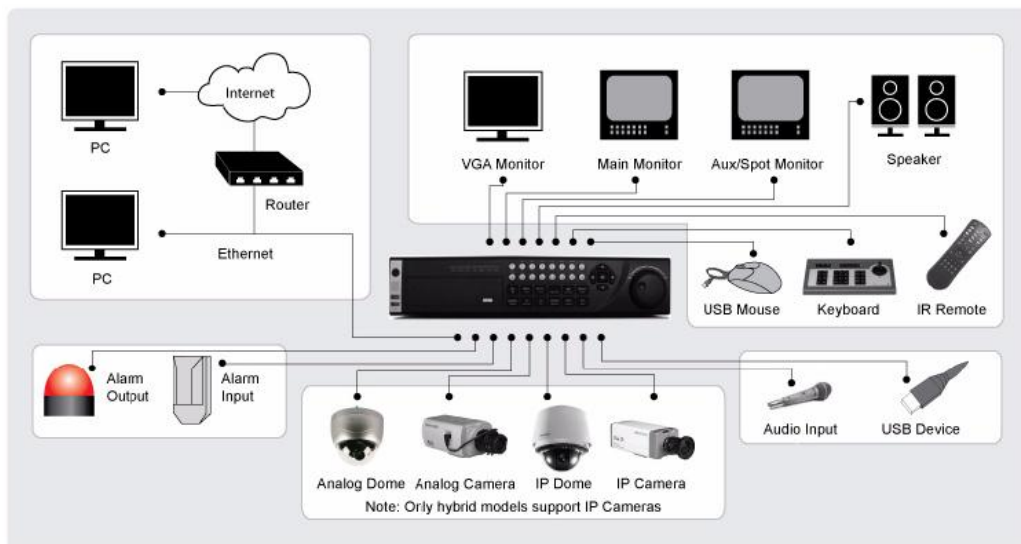 Internet
PC
Router
PC
Ethernet
VGA Monitor
Main Monitor
Aux/Spot Monitor
Speaker
USB Mouse
Keyboard
IR Remote
Alarm
Output
Alarm
Input
Analog Dome
Analog Camera
IP Dome
IP Camera
Note: Only hybrid models support IP Cameras
Audio Input
USB Device